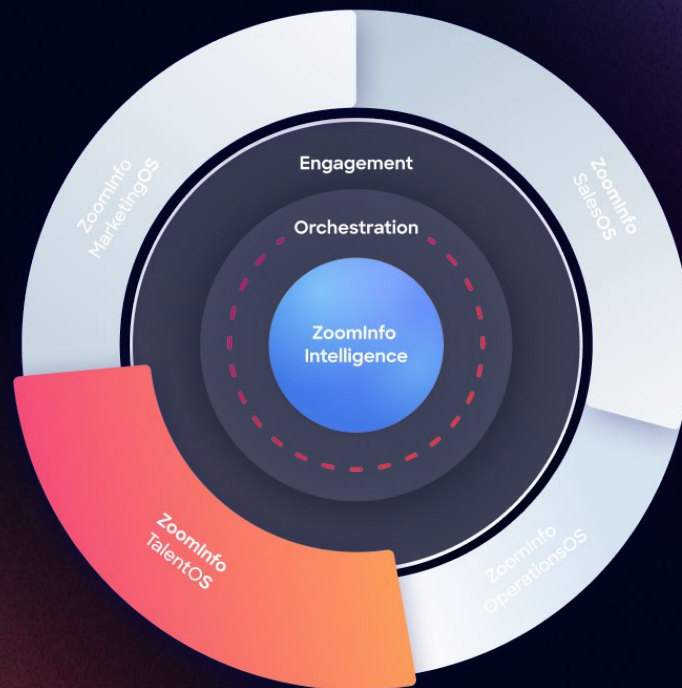 Engagement
Orchestration
ZoomInfo
Intelligence
ZoomInfo
MarketingOS
ZoomInfo
SalesOS
ZoomInfo
TalentOS
ZoomInfo
OperationsOS